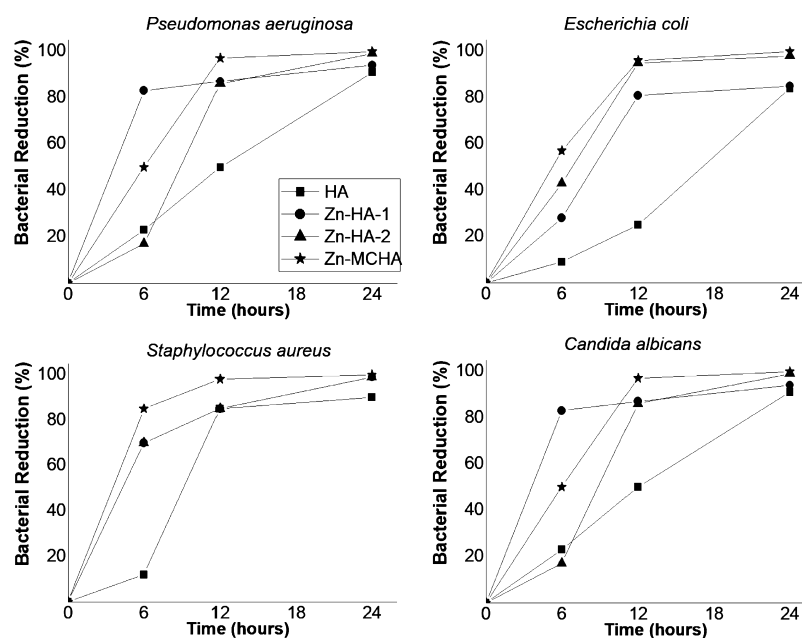 Pseudomonas aeruginosa
Bacterial Reduction (%)
100
80
60
40
20
0 6 12 18 24
Time (hours)
HA
Zn-HA-1
Zn-HA-2
Zn-MCHA
Escherichia coli
Bacterial Reduction (%)
100
80
60
40
20
0 6 12 18 24
Time (hours)
Staphylococcus aureus
Bacterial Reduction (%)
100
80
60
40
20
0 6 12 18 24
Time (hours)
Candida albicans
Bacterial Reduction (%)
100
80
60
40
20
0 6 12 18 24
Time (hours)